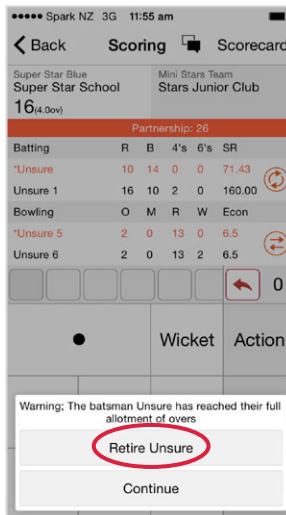 Spark NZ 3G 11:55 am
Back Scoring Scorecard
Super Star Blue Mini Stars Team
Super Star School Stars Junior Club
16(4.0ov)
Partnership: 26
Batting R B 4's 6's SR
*Unsure 10 14 0 0 71.43
Unsure 1 16 10 2 0 160.00
Bowling O M R W Econ
*Unsure 5 2 0 13 0 6.5
Unsure 6 2 0 13 2 6.5
0
Wicket Action
Warning; The batsman Unsure has reached their full
allotment of overs
Retire Unsure
Continue